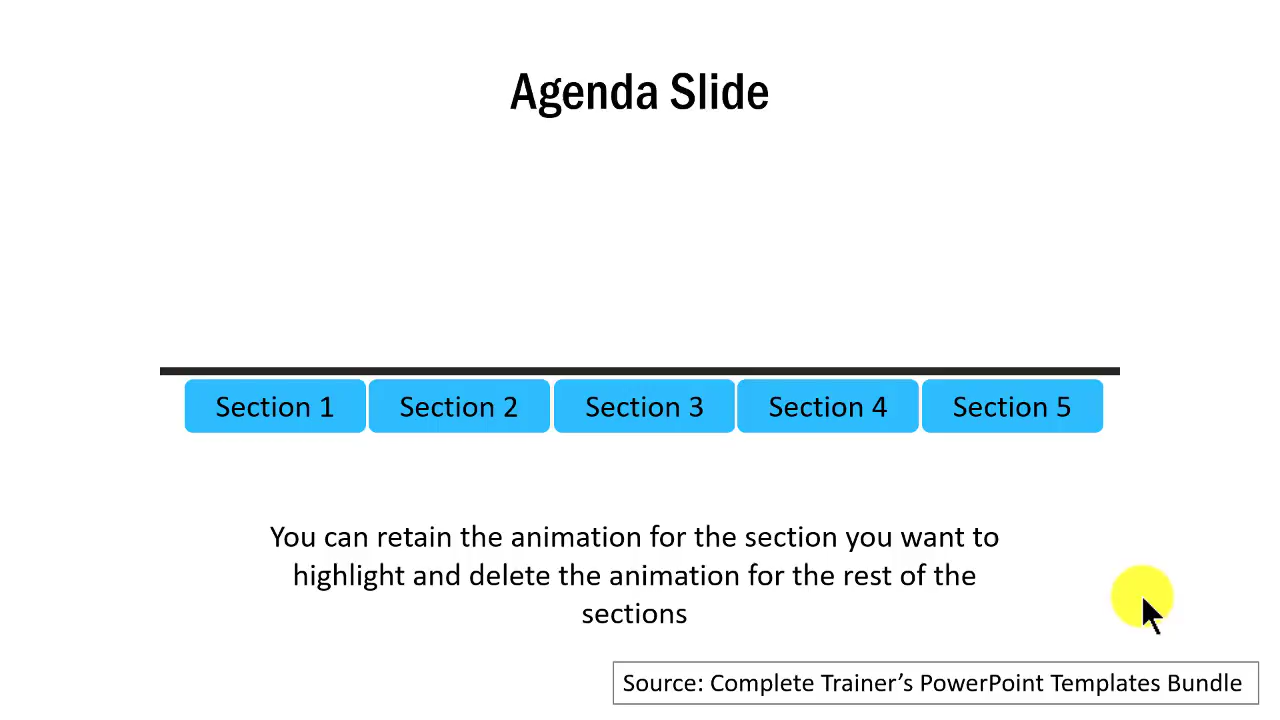 Agenda Slide
Section 1 Section 2 Section 3 Section 4 Section 5
You can retain the animation for the section you want to
highlight and delete the animation for the rest of the
sections
Source: Complete Trainer’s PowerPoint Templates Bundle